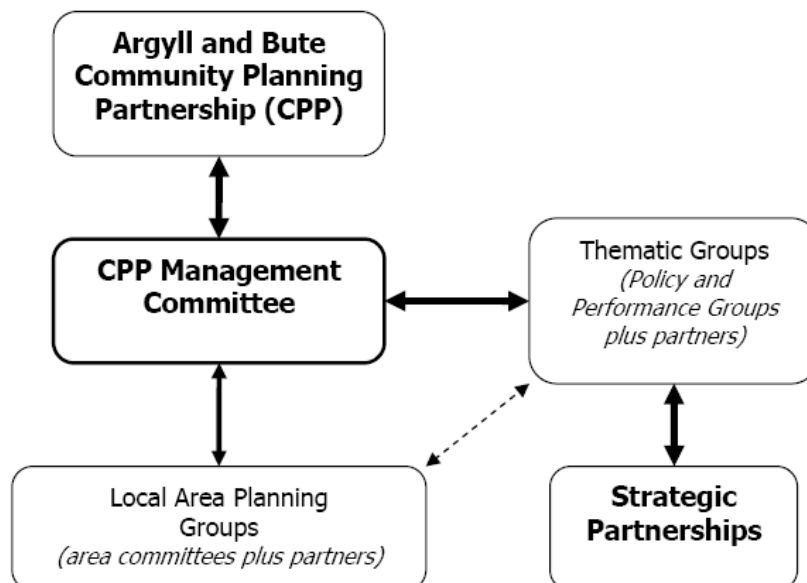 Argyll and Bute
Community Planning
Partnership (CPP)
CPP Management
Committee
Thematic Groups
(Policy and
Performance Groups
plus partners)
Local Area Planning
Groups
(area committees plus partners)
Strategic
Partnerships